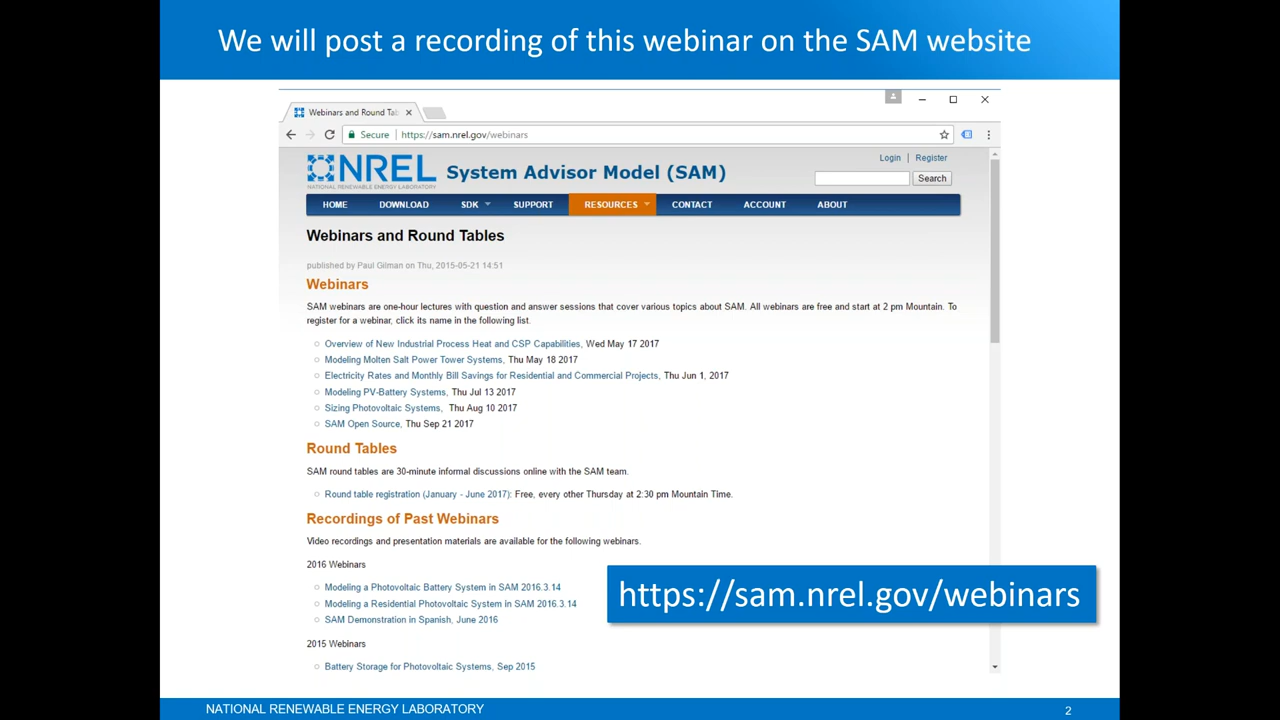 We will post a recording of this webinar on the SAM website
Webinars and Round Tab
Secure | https://sam.nrel.gov/webinars
Login | Register
NREL System Advisor Model (SAM)
NATIONAL RENEWABLE ENERGY LABORATORY
Search
HOME DOWNLOAD SDK SUPPORT RESOURCES CONTACT ACCOUNT ABOUT
Webinars and Round Tables
published by Paul Gilman on Thu, 2015-05-21 14:51
Webinars
SAM webinars are one-hour lectures with question and answer sessions that cover various topics about SAM. All webinars are free and start at 2 pm Mountain. To
register for a webinar, click its name in the following list.
Overview of New Industrial Process Heat and CSP Capabilities, Wed May 17 2017
Modeling Molten Salt Power Tower Systems, Thu May 18 2017
Electricity Rates and Monthly Bill Savings for Residential and Commercial Projects, Thu Jun 1, 2017
Modeling PV-Battery Systems, Thu Jul 13 2017
Sizing Photovoltaic Systems, Thu Aug 10 2017
SAM Open Source, Thu Sep 21 2017
Round Tables
SAM round tables are 30-minute informal discussions online with the SAM team.
Round table registration (January - June 2017): Free, every other Thursday at 2:30 pm Mountain Time.
Recordings of Past Webinars
Video recordings and presentation materials are available for the following webinars.
2016 Webinars
Modeling a Photovoltaic Battery System in SAM 2016.3.14
Modeling a Residential Photovoltaic System in SAM 2016.3.14
SAM Demonstration in Spanish, June 2016
https://sam.nrel.gov/webinars
2015 Webinars
Battery Storage for Photovoltaic Systems, Sep 2015
NATIONAL RENEWABLE ENERGY LABORATORY
2